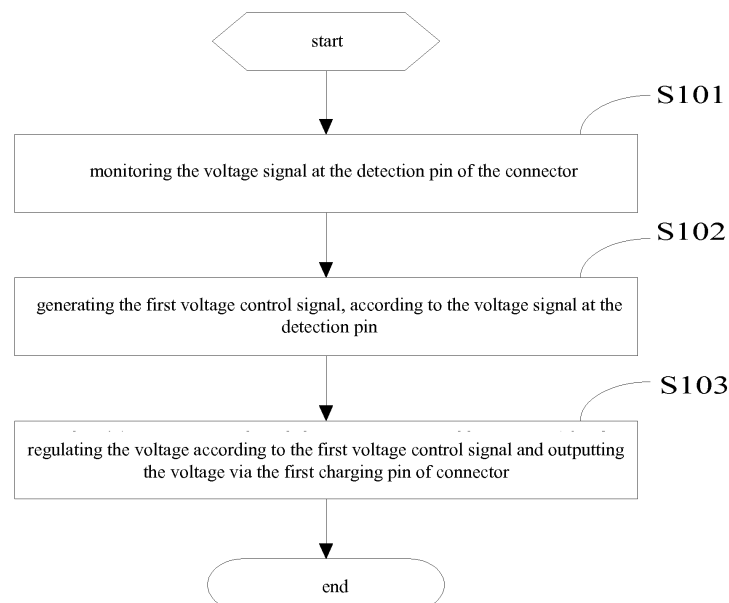 start
S101
monitoring the voltage signal at the detection pin of the connector
S102
generating the first voltage control signal, according to the voltage signal at the
detection pin
S103
regulating the voltage according to the first voltage control signal and outputting
the voltage via the first charging pin of connector
end